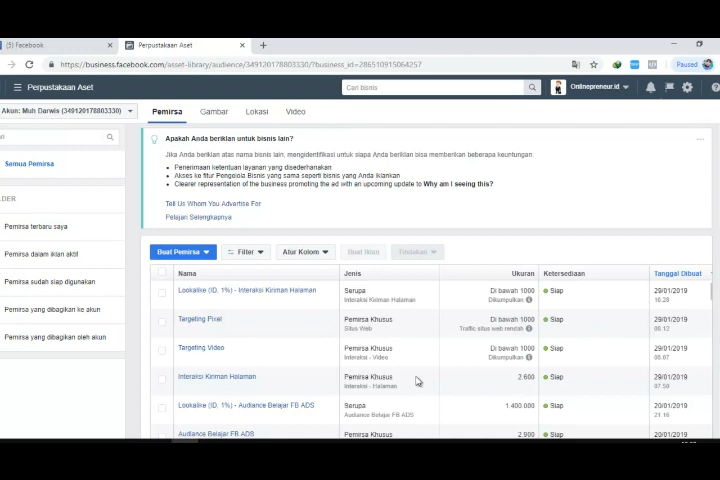 (5) Facebook
Perpustakaan Aset
https://business.facebook.com/asset-library/audience/349120178803330/?business_id=286510915064257
Paused
Perpustakaan Aset
Cari bisnis
Onlinepreneur.id
Akun: Muh Darwis (349120178803330)
Pemirsa
Gambar
Lokasi
Video
Semua Pemirsa
Pemirsa terbaru saya
Pemirsa dalam iklan aktif
Pemirsa sudah siap digunakan
Pemirsa yang dibagikan ke akun
Pemirsa yang dibagikan oleh akun
Apakah Anda beriklan untuk bisnis lain?
Jika Anda beriklan atas nama bisnis lain, mengidentifikasi untuk siapa Anda beriklan bisa memberikan beberapa keuntungan:
Penerimaan ketentuan layanan yang disederhanakan
Akses ke fitur Pengelola Bisnis yang sama seperti bisnis yang Anda iklankan
Clearer representation of the business promoting the ad with an upcoming update to Why am I seeing this?
Tell Us Whom You Advertise For
Pelajari Selengkapnya
Buat Pemirsa
Filter
Atur Kolom
Buat Iklan
Tindakan
Nama Jenis Ukuran Ketersediaan Tanggal Dibuat
Lookalike (ID, 1%) - Interaksi Kiriman Halaman Serupa Di bawah 1000 Siap 29/01/2019
Interaksi Kiriman Halaman Dikumpulkan 10.28
Targeting Pixel Pemirsa Khusus Di bawah 1000 Siap 29/01/2019
Situs Web Traffic situs web rendah 08.12
Targeting Video Pemirsa Khusus Di bawah 1000 Siap 29/01/2019
Interaksi - Video Dikumpulkan 08.07
Interaksi Kiriman Halaman Pemirsa Khusus 2.600 Siap 29/01/2019
Interaksi - Halaman 07.50
Lookalike (ID, 1%) - Audience Belajar FB ADS Serupa 1.400.000 Siap 20/01/2019
Audience Belajar FB ADS 21.16
Audience Belajar FB ADS Pemirsa Khusus 2.900 Siap 20/01/2019